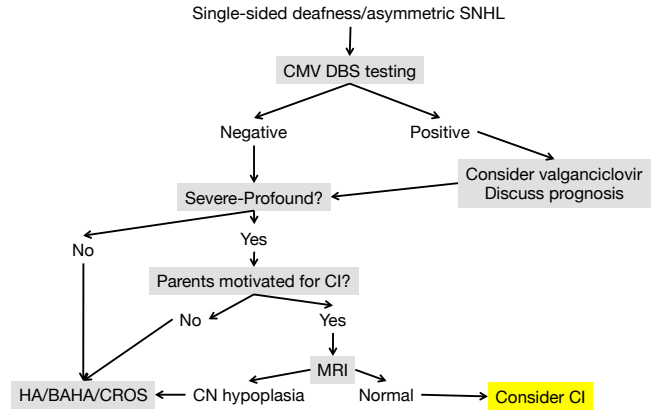 Single-sided deafness/asymmetric SNHL
CMV DBS testing
Negative
Positive
Consider valganciclovir
Discuss prognosis
Severe-Profound?
No
Yes
Parents motivated for CI?
No
Yes
MRI
HA/BAHA/CROS
CN hypoplasia
Normal
Consider CI